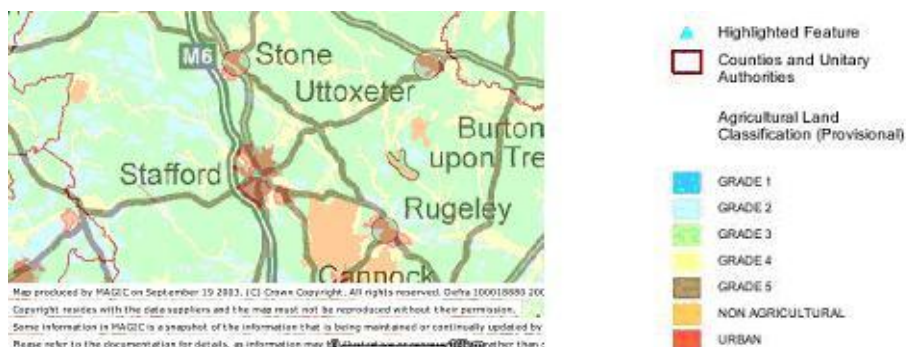 M6
Stone
Uttoxeter
Burton
upon Tre
Stafford
Rugeley
Cannock
Map produced by MAGIC on September 19 2003. (C) Crown Copyright. All rights reserved. Defra 100018880 200
Copyright resides with the data suppliers and the map must not be reproduced without their permission.
Some information in MAGIC is a snapshot of the information that is being maintained or continually updated by
Please refer to the documentation for details, as information may
Highlighted Feature
Counties and Unitary
Authorities
Agricultural Land
Classification (Provisional)
GRADE 1
GRADE 2
GRADE 3
GRADE 4
GRADE 5
NON AGRICULTURAL
URBAN